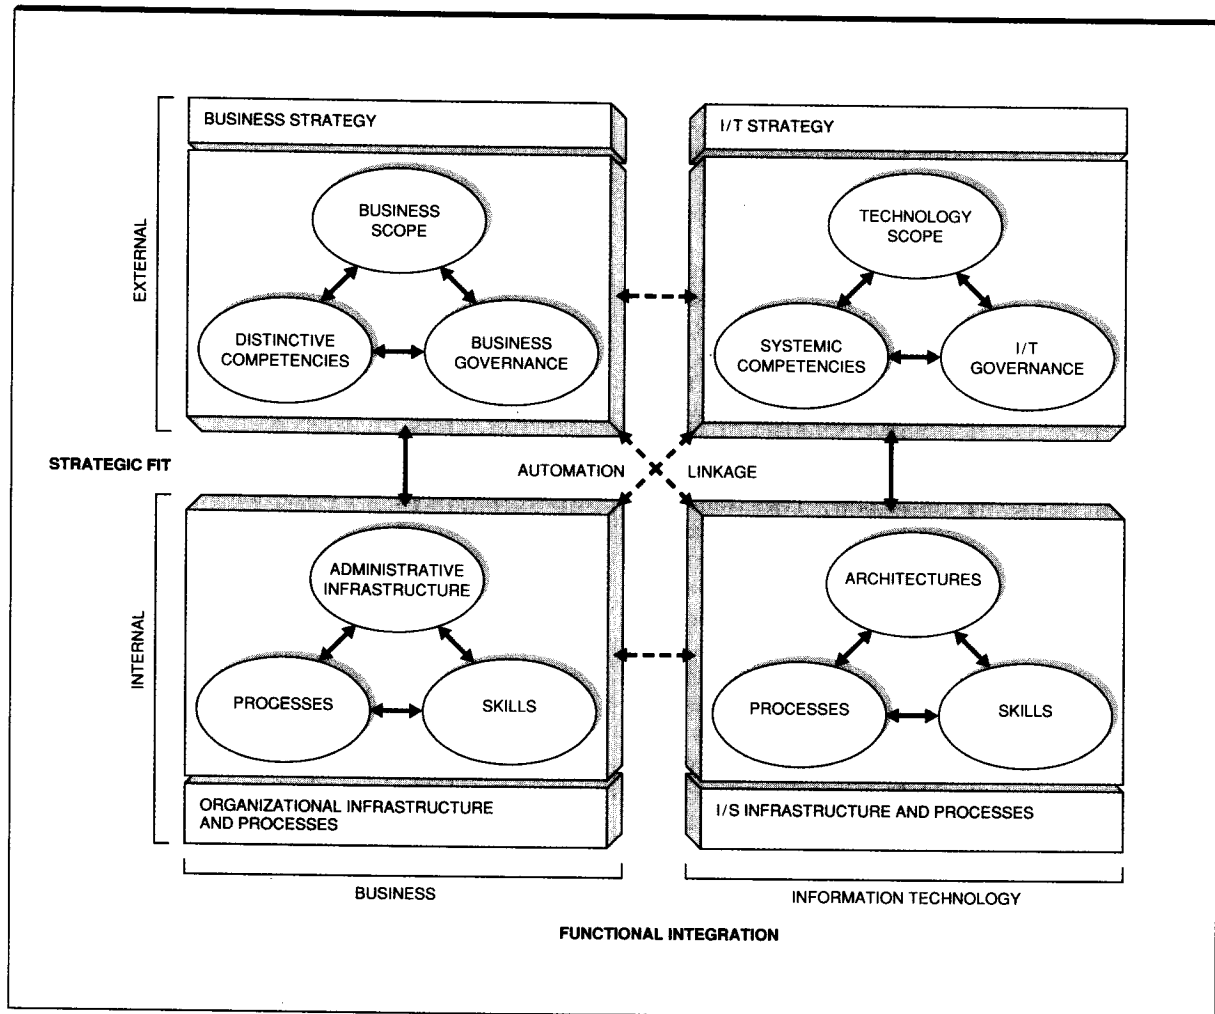 BUSINESS STRATEGY
I/T STRATEGY
EXTERNAL
BUSINESS
SCOPE
DISTINCTIVE
COMPETENCIES
BUSINESS
GOVERNANCE
TECHNOLOGY
SCOPE
SYSTEMIC
COMPETENCIES
I/T
GOVERNANCE
STRATEGIC FIT
AUTOMATION
LINKAGE
INTERNAL
ADMINISTRATIVE
INFRASTRUCTURE
PROCESSES
SKILLS
ARCHITECTURES
PROCESSES
SKILLS
ORGANIZATIONAL INFRASTRUCTURE
AND PROCESSES
I/S INFRASTRUCTURE AND PROCESSES
BUSINESS
INFORMATION TECHNOLOGY
FUNCTIONAL INTEGRATION